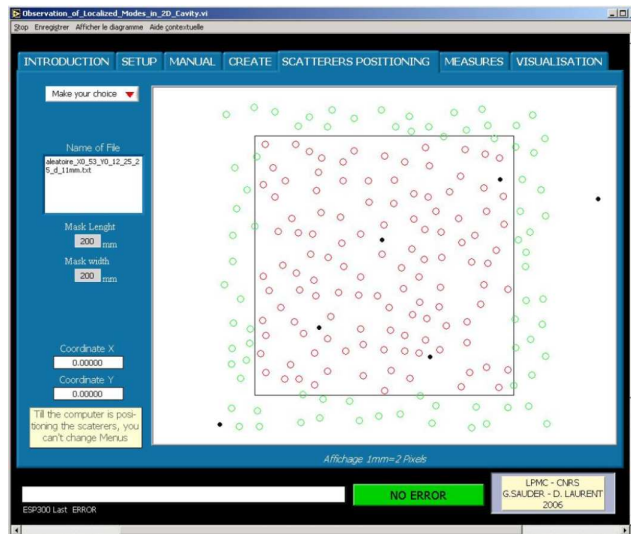 Observation_of_Localized_Modes_in_2D_Cavity.vi
Stop Enregistrer Afficher le diagramme Aide contextuelle
INTRODUCTION SETUP MANUAL CREATE SCATTERERS POSITIONING MEASURES VISUALISATION
Make your choice
Name of File
aleatoire_X0_53_Y0_12_25_2
5_d_11mm.txt
Mask Lenght
200 mm
Mask width
200 mm
Coordinate X
0.00000
Coordinate Y
0.00000
Till the computer is posi-
tioning the scaterers, you
can't change Menus
Affichage 1mm=2 Pixels
NO ERROR
ESP300 Last ERROR
LPMC - CNRS
G.SAUDER - D. LAURENT
2006